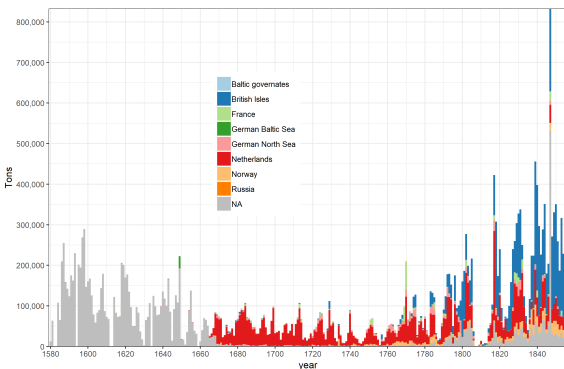 800,000
700,000
600,000
500,000
400,000
300,000
200,000
100,000
0
Tons
Baltic governates
British Isles
France
German Baltic Sea
German North Sea
Netherlands
Norway
Russia
NA
1580 1600 1620 1640 1660 1680 1700 1720 1740 1760 1780 1800 1820 1840
year